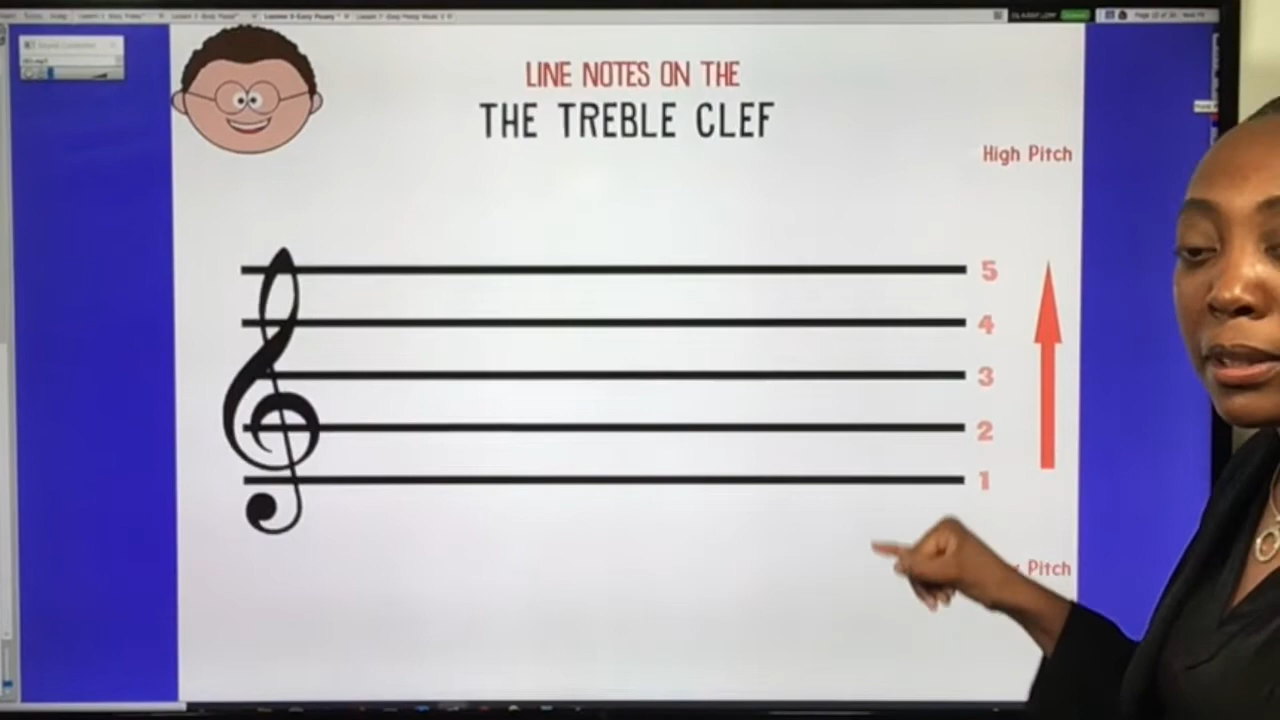 LINE NOTES ON THE
THE TREBLE CLEF
High Pitch
5
4
3
2
1
Pitch